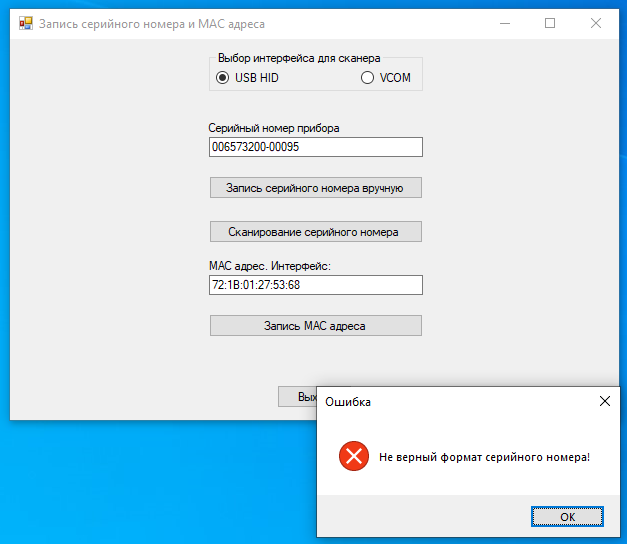 Запись серийного номера и MAC адреса
Выбор интерфейса для сканера
USB HID
VCOM
Серийный номер прибора
006573200-00095
Запись серийного номера вручную
Сканирование серийного номера
MAC адрес. Интерфейс:
72:1B:01:27:53:68
Запись MAC адреса
Ошибка
Не верный формат серийного номера!
OK